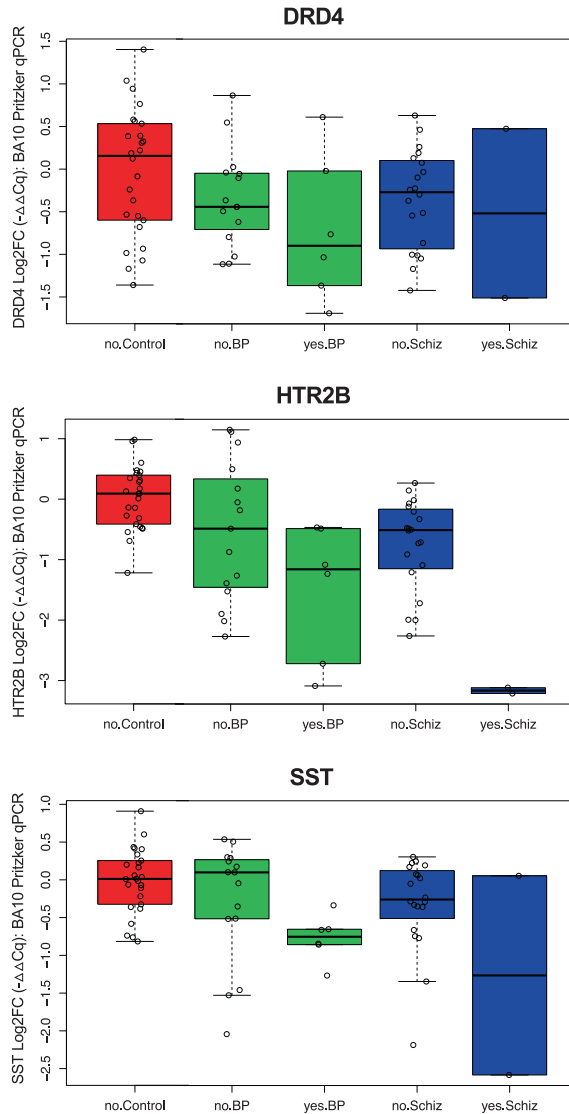 DRD4
DRD4 Log2FC (-ΔΔCq): BA10 Pritzker qPCR
1.5
1.0
0.5
0.0
−0.5
−1.0
−1.5
no.Control no.BP yes.BP no.Schiz yes.Schiz
HTR2B
HTR2B Log2FC (-ΔΔCq): BA10 Pritzker qPCR
1
0
−1
−2
−3
no.Control no.BP yes.BP no.Schiz yes.Schiz
SST
SST Log2FC (-ΔΔCq): BA10 Pritzker qPCR
1.0
0.5
0.0
−0.5
−1.0
−1.5
−2.0
−2.5
no.Control no.BP yes.BP no.Schiz yes.Schiz